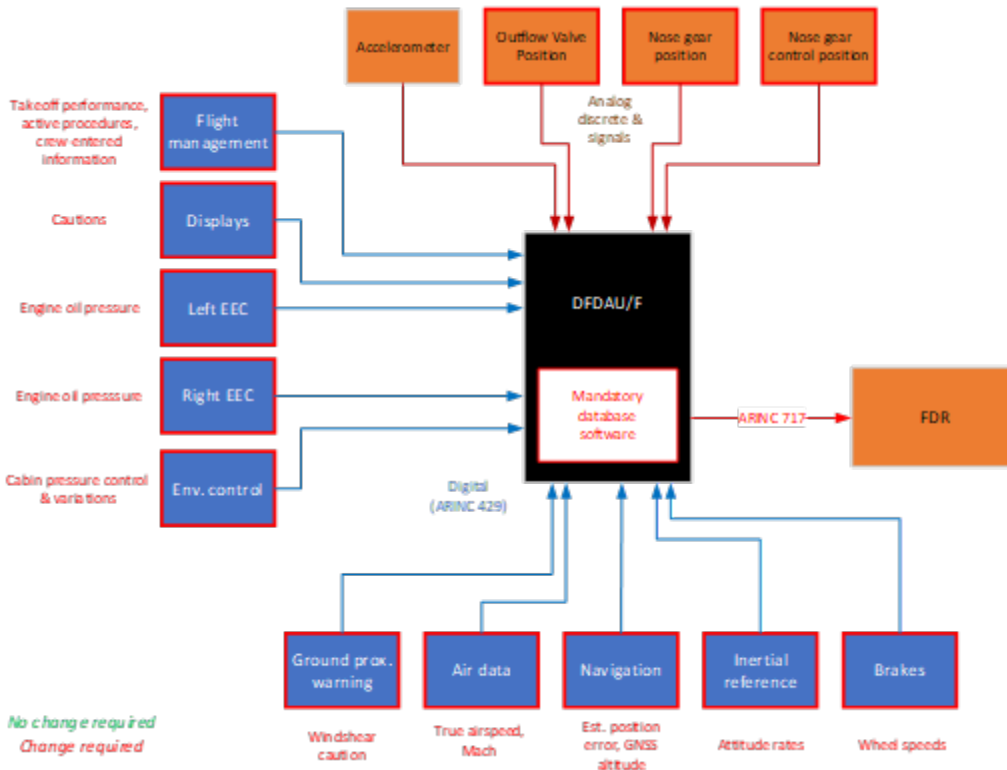 Accelerometer
Outflow Valve
Position
Nose gear
position
Nose gear
control position
Analog
discrete &
signals
Takeoff performance,
active procedures,
crew-entered
information
Flight
management
Cautions
Displays
Engine oil pressure
Left EEC
Engine oil presssure
Right EEC
Cabin pressure control
& variations
Env. control
DFDAU/F
Mandatory
database
software
ARINC 717
FDR
Digital
(ARINC 429)
Ground prox.
warning
Air data
Navigation
Inertial
reference
Brakes
Windshear
caution
True airspeed,
Mach
Est. position
error, GNSS
altitude
Attitude rates
Wheel speeds
No change required
Change required